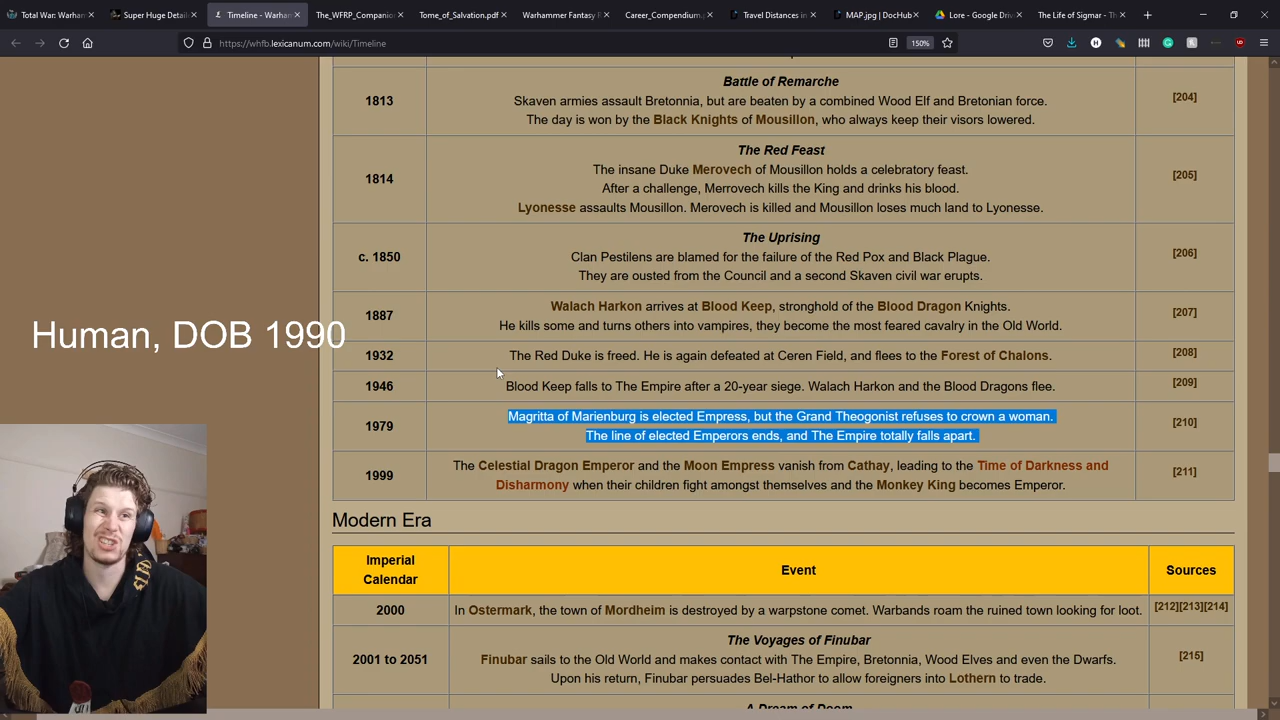 Total War: Warham
Super Huge Detail
Timeline - Warham
The_WFRP_Companio
Tome_of_Salvation.pdf
Warhammer Fantasy R
Career_Compendium.
Travel Distances in
MAP.jpg | DocHub
Lore - Google Driv
The Life of Sigmar - Th
https://whfb.lexicanum.com/wiki/Timeline
150%
1813
Battle of Remarche
Skaven armies assault Bretonnia, but are beaten by a combined Wood Elf and Bretonian force.
The day is won by the Black Knights of Mousillon, who always keep their visors lowered.
[204]
1814
The Red Feast
The insane Duke Merovech of Mousillon holds a celebratory feast.
After a challenge, Merrovech kills the King and drinks his blood.
Lyonesse assaults Mousillon. Merovech is killed and Mousillon loses much land to Lyonesse.
[205]
c. 1850
The Uprising
Clan Pestilens are blamed for the failure of the Red Pox and Black Plague.
They are ousted from the Council and a second Skaven civil war erupts.
[206]
1887
Walach Harkon arrives at Blood Keep, stronghold of the Blood Dragon Knights.
He kills some and turns others into vampires, they become the most feared cavalry in the Old World.
[207]
Human, DOB 1990
1932
The Red Duke is freed. He is again defeated at Ceren Field, and flees to the Forest of Chalons.
[208]
1946
Blood Keep falls to The Empire after a 20-year siege. Walach Harkon and the Blood Dragons flee.
[209]
1979
Magritta of Marienburg is elected Empress, but the Grand Theogonist refuses to crown a woman.
The line of elected Emperors ends, and The Empire totally falls apart.
[210]
1999
The Celestial Dragon Emperor and the Moon Empress vanish from Cathay, leading to the Time of Darkness and
Disharmony when their children fight amongst themselves and the Monkey King becomes Emperor.
[211]
Modern Era
Imperial
Calendar
Event
Sources
2000
In Ostermark, the town of Mordheim is destroyed by a warpstone comet. Warbands roam the ruined town looking for loot.
[212][213][214]
2001 to 2051
The Voyages of Finubar
Finubar sails to the Old World and makes contact with The Empire, Bretonnia, Wood Elves and even the Dwarfs.
Upon his return, Finubar persuades Bel-Hathor to allow foreigners into Lothern to trade.
[215]
A Dream of Doom